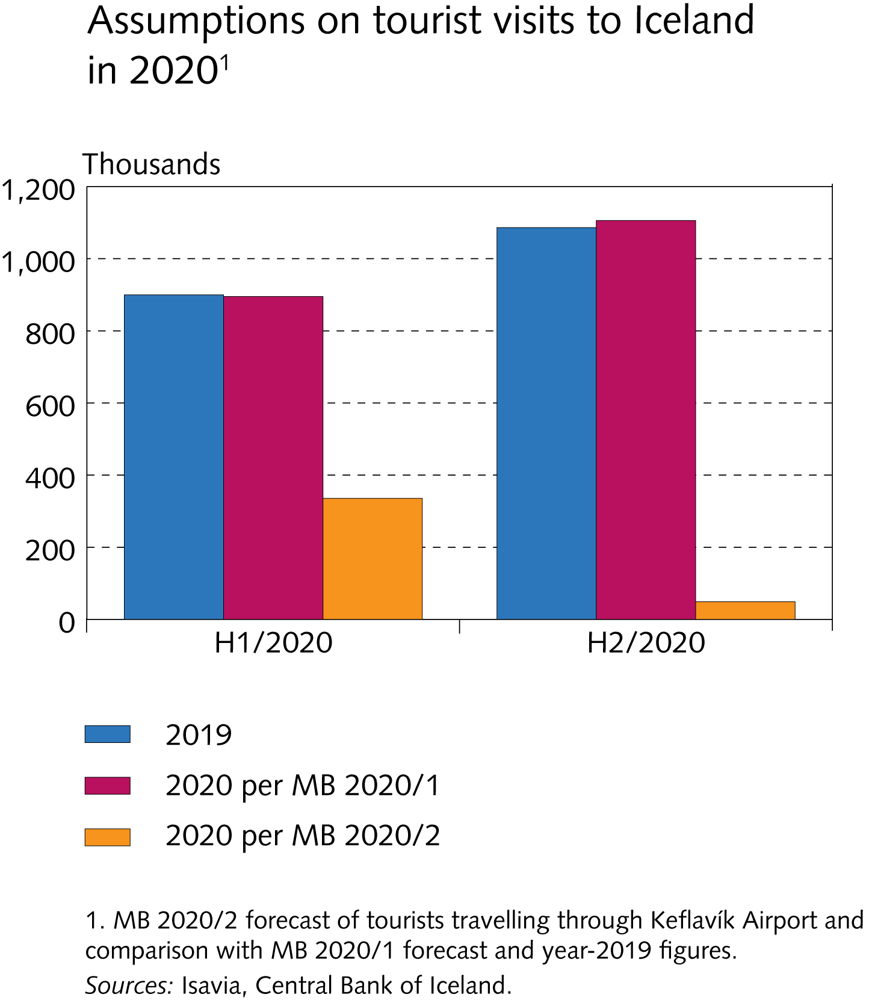 Assumptions on tourist visits to Iceland
in 2020¹
Thousands
1,200
1,000
800
600
400
200
0
H1/2020
H2/2020
2019
2020 per MB 2020/1
2020 per MB 2020/2
1. MB 2020/2 forecast of tourists travelling through Keflavík Airport and
comparison with MB 2020/1 forecast and year-2019 figures.
Sources: Isavia, Central Bank of Iceland.